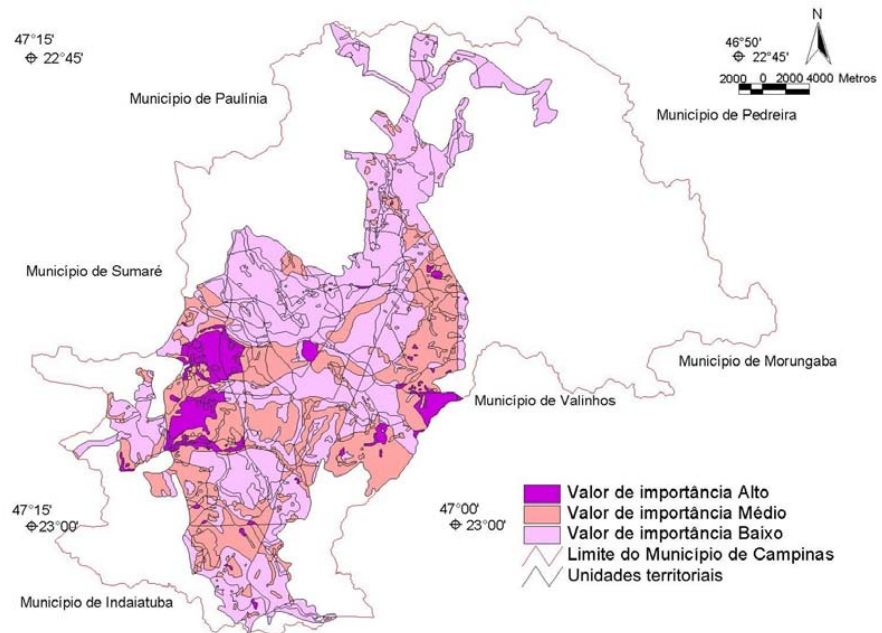 N
47°15'
22°45'
46°50'
22°45'
2000 0 2000 4000 Metros
Município de Paulínia
Município de Pedreira
Município de Sumaré
Município de Morungaba
Município de Valinhos
47°15'
23°00'
47°00'
23°00'
Valor de importância Alto
Valor de importância Médio
Valor de importância Baixo
Limite do Município de Campinas
Unidades territoriais
Município de Indaiatuba